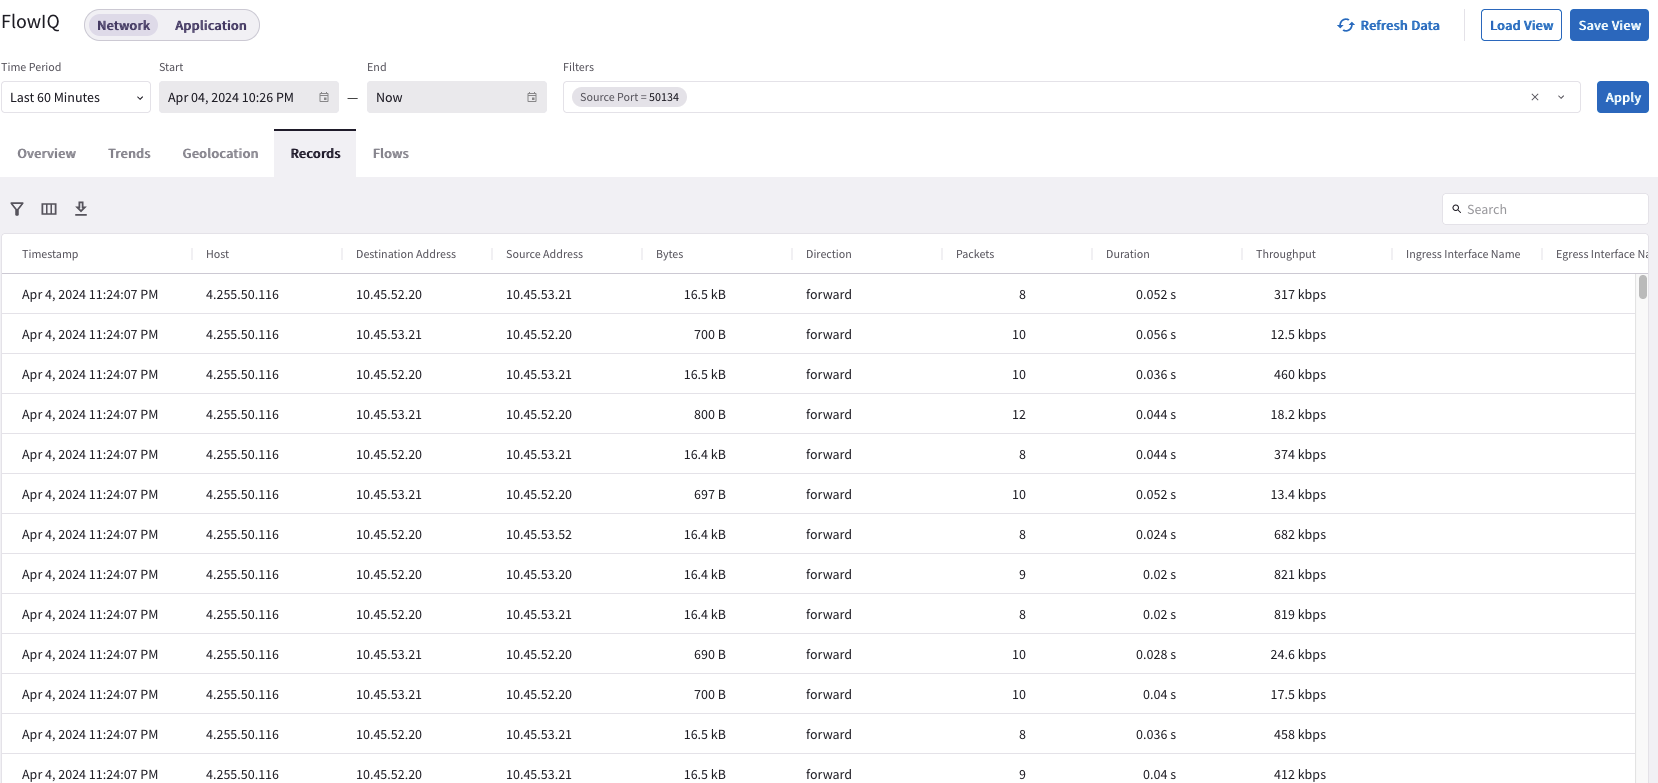 FlowIQ Network Application Refresh Data Load View Save View
Time Period Start End Filters
Last 60 Minutes Apr 04, 2024 10:26 PM — Now Source Port = 50134 Apply
Overview Trends Geolocation Records Flows
Search
Timestamp Host Destination Address Source Address Bytes Direction Packets Duration Throughput Ingress Interface Name Egress Interface Na
Apr 4, 2024 11:24:07 PM 4.255.50.116 10.45.52.20 10.45.53.21 16.5 kB forward 8 0.052 s 317 kbps
Apr 4, 2024 11:24:07 PM 4.255.50.116 10.45.53.21 10.45.52.20 700 B forward 10 0.056 s 12.5 kbps
Apr 4, 2024 11:24:07 PM 4.255.50.116 10.45.52.20 10.45.53.21 16.5 kB forward 10 0.036 s 460 kbps
Apr 4, 2024 11:24:07 PM 4.255.50.116 10.45.53.21 10.45.52.20 800 B forward 12 0.044 s 18.2 kbps
Apr 4, 2024 11:24:07 PM 4.255.50.116 10.45.52.20 10.45.53.21 16.4 kB forward 8 0.044 s 374 kbps
Apr 4, 2024 11:24:07 PM 4.255.50.116 10.45.53.21 10.45.52.20 697 B forward 10 0.052 s 13.4 kbps
Apr 4, 2024 11:24:07 PM 4.255.50.116 10.45.52.20 10.45.53.52 16.4 kB forward 8 0.024 s 682 kbps
Apr 4, 2024 11:24:07 PM 4.255.50.116 10.45.52.20 10.45.53.20 16.4 kB forward 9 0.02 s 821 kbps
Apr 4, 2024 11:24:07 PM 4.255.50.116 10.45.52.20 10.45.53.21 16.4 kB forward 8 0.02 s 819 kbps
Apr 4, 2024 11:24:07 PM 4.255.50.116 10.45.53.21 10.45.52.20 690 B forward 10 0.028 s 24.6 kbps
Apr 4, 2024 11:24:07 PM 4.255.50.116 10.45.53.21 10.45.52.20 700 B forward 10 0.04 s 17.5 kbps
Apr 4, 2024 11:24:07 PM 4.255.50.116 10.45.52.20 10.45.53.21 16.5 kB forward 8 0.036 s 458 kbps
Apr 4, 2024 11:24:07 PM 4.255.50.116 10.45.52.20 10.45.53.21 16.5 kB forward 9 0.04 s 412 kbps